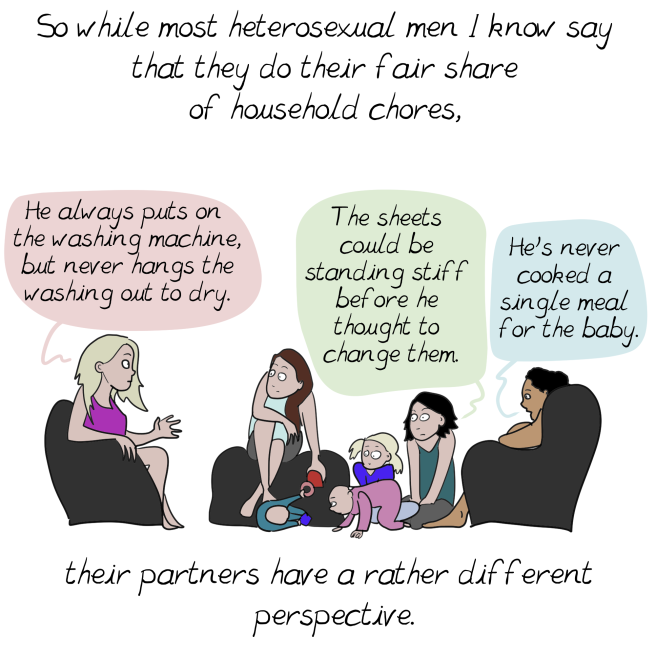 So while most heterosexual men I know say
that they do their fair share
of household chores,
He always puts on
the washing machine,
but never hangs the
washing out to dry.
The sheets
could be
standing stiff
before he
thought to
change them.
He's never
cooked a
single meal
for the baby.
their partners have a rather different
perspective.